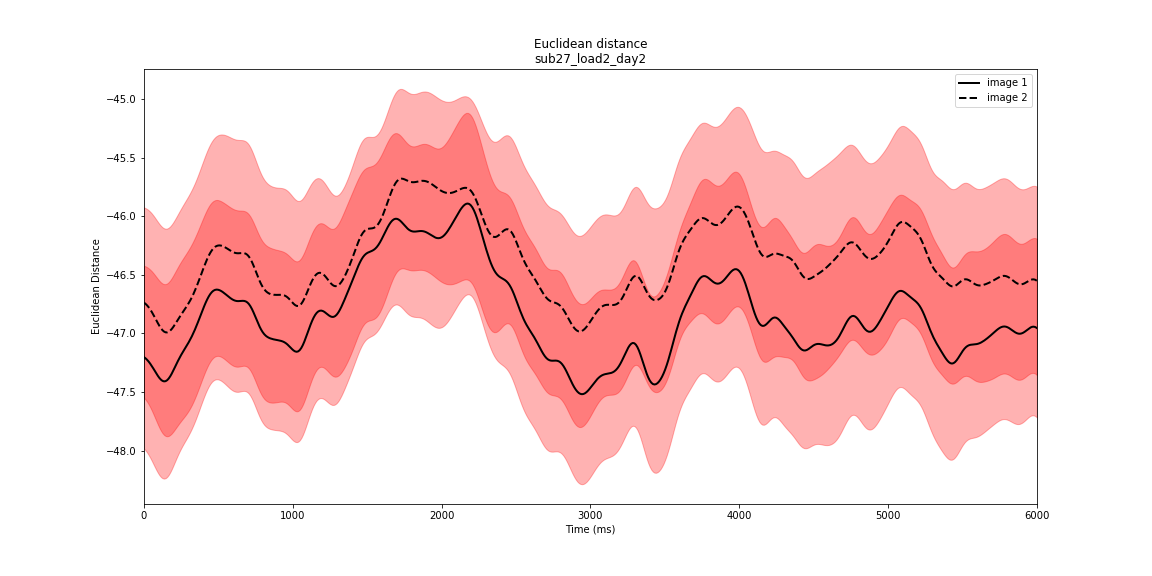 Euclidean distance
sub27_load2_day2
image 1
image 2
Euclidean Distance
−45.0
−45.5
−46.0
−46.5
−47.0
−47.5
−48.0
0 1000 2000 3000 4000 5000 6000
Time (ms)